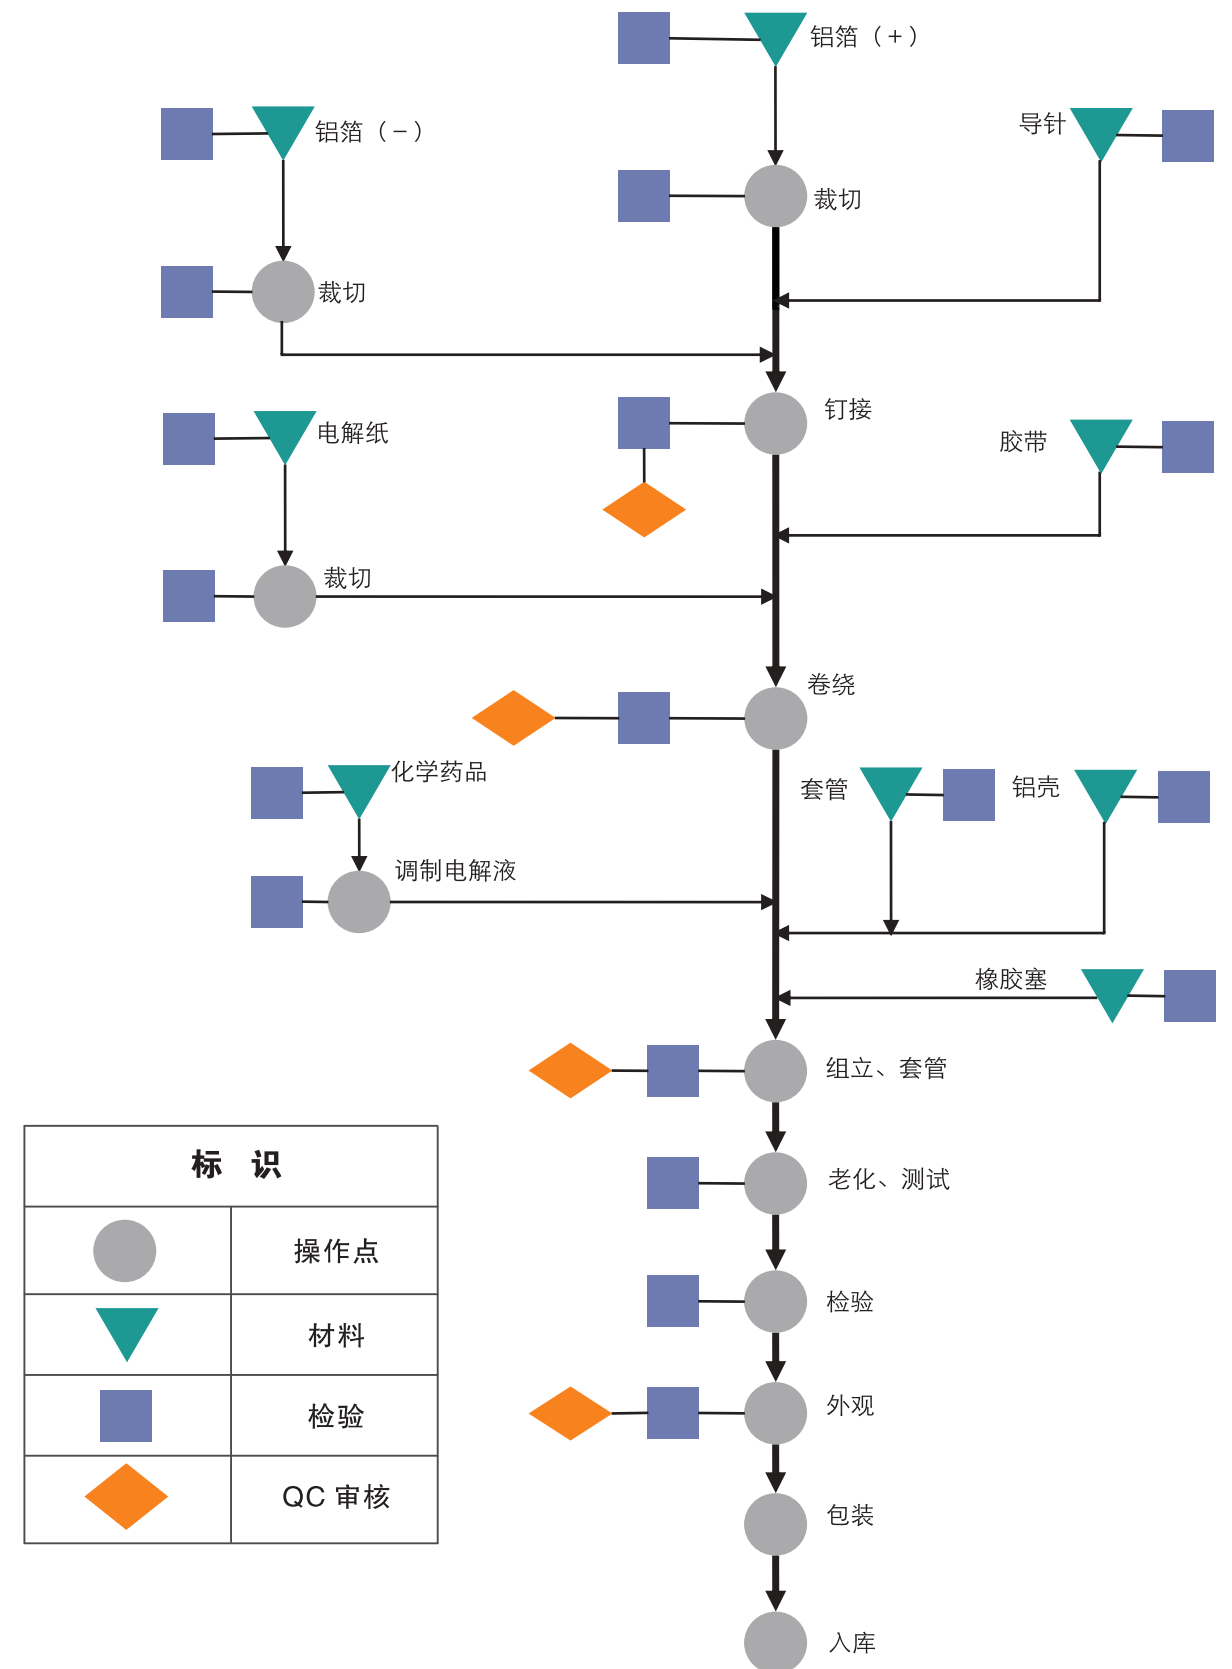 铝箔（+）
铝箔（-）
导针
裁切
裁切
钉接
电解纸
胶带
裁切
卷绕
化学药品
套管
铝壳
调制电解液
橡胶塞
组立、套管
标 识
老化、测试
操作点
检验
材料
外观
检验
QC 审核
包装
入库